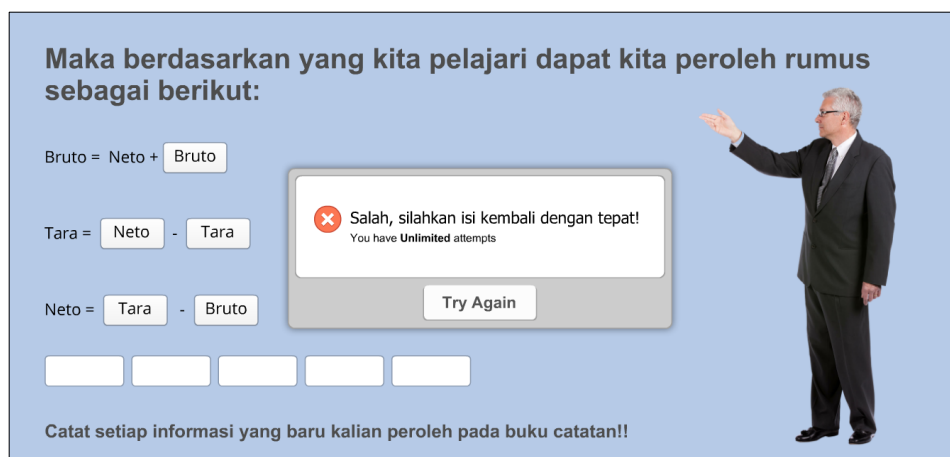 Maka berdasarkan yang kita pelajari dapat kita peroleh rumus
sebagai berikut:
Bruto = Neto + Bruto
Tara = Neto - Tara
Neto = Tara - Bruto
Salah, silahkan isi kembali dengan tepat!
You have Unlimited attempts
Try Again
Catat setiap informasi yang baru kalian peroleh pada buku catatan!!